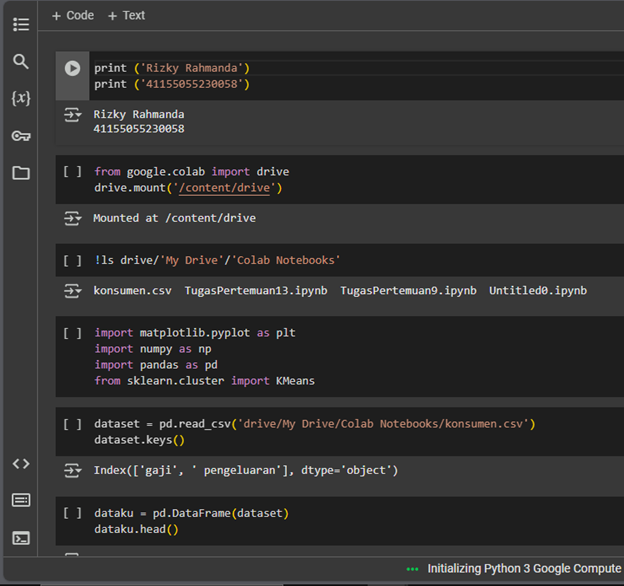 + Code + Text
print ('Rizky Rahmanda')
print ('41155055230058')
Rizky Rahmanda
41155055230058
[ ] from google.colab import drive
drive.mount('/content/drive')
Mounted at /content/drive
[ ] !ls drive/'My Drive'/'Colab Notebooks'
konsumen.csv TugasPertemuan13.ipynb TugasPertemuan9.ipynb Untitled0.ipynb
[ ] import matplotlib.pyplot as plt
import numpy as np
import pandas as pd
from sklearn.cluster import KMeans
[ ] dataset = pd.read_csv('drive/My Drive/Colab Notebooks/konsumen.csv')
dataset.keys()
Index(['gaji', ' pengeluaran'], dtype='object')
[ ] dataku = pd.DataFrame(dataset)
dataku.head()
Initializing Python 3 Google Compute